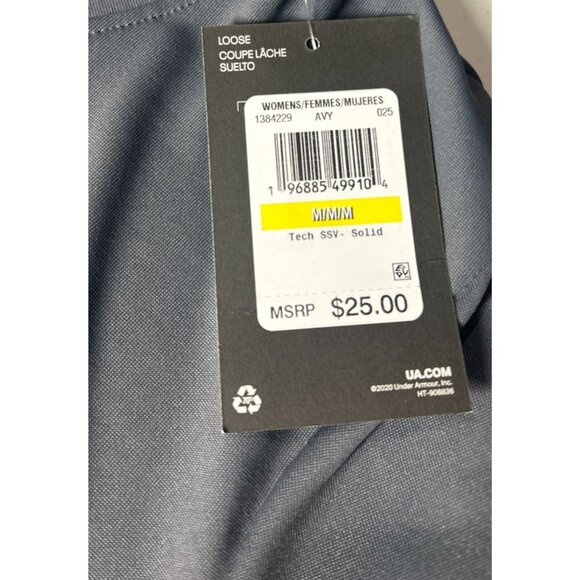 LOOSE
COUPE LÂCHE
SUELTO
WOMENS/FEMMES/MUJERES
1384229 AVY 025
1 96885 49910 4
M/M/M
Tech SSV- Solid
MSRP $25.00
UA.COM
©2020 Under Armour, Inc.
HT-908836